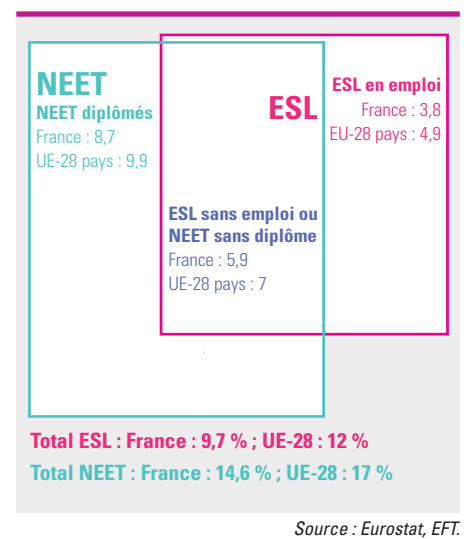 NEET
NEET diplômés
France : 8,7
UE-28 pays : 9,9
ESL
ESL en emploi
France : 3,8
EU-28 pays : 4,9
ESL sans emploi ou
NEET sans diplôme
France : 5,9
UE-28 pays : 7
Total ESL : France : 9,7 % ; UE-28 : 12 %
Total NEET : France : 14,6 % ; UE-28 : 17 %
Source : Eurostat, EFT.